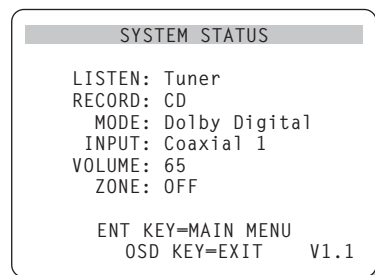 SYSTEM STATUS
LISTEN: Tuner
RECORD: CD
MODE: Dolby Digital
INPUT: Coaxial 1
VOLUME: 65
ZONE: OFF
ENT KEY=MAIN MENU
OSD KEY=EXIT V1.1